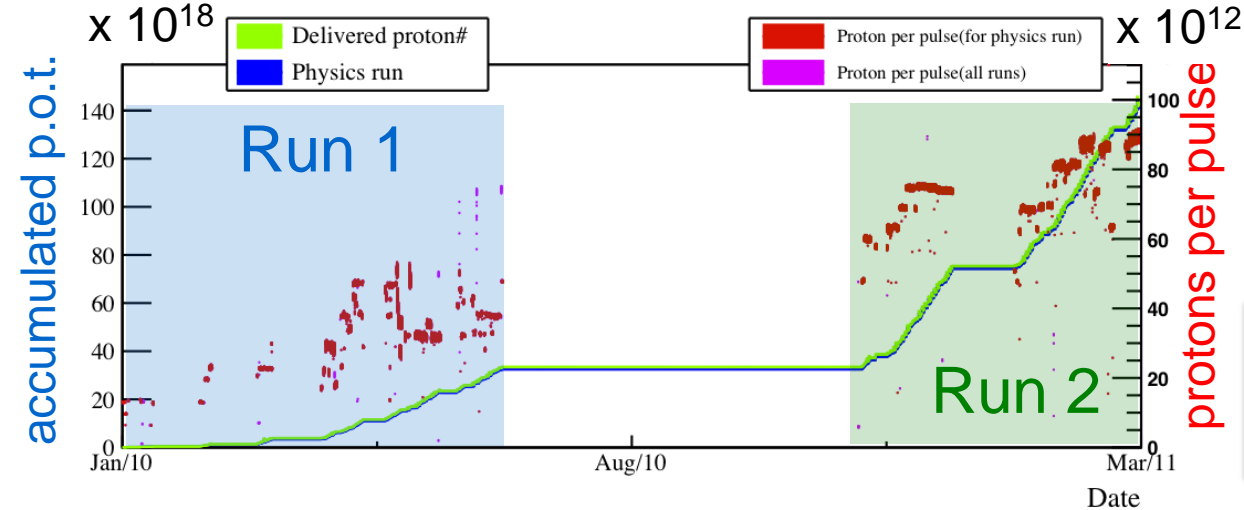 x 10¹⁸
Delivered proton#
Physics run
Proton per pulse(for physics run)
Proton per pulse(all runs)
x 10¹²
accumulated p.o.t.
140
120
100
80
60
40
20
0
Run 1
Run 2
100
80
60
40
20
0
protons per pulse
Jan/10
Aug/10
Mar/11
Date